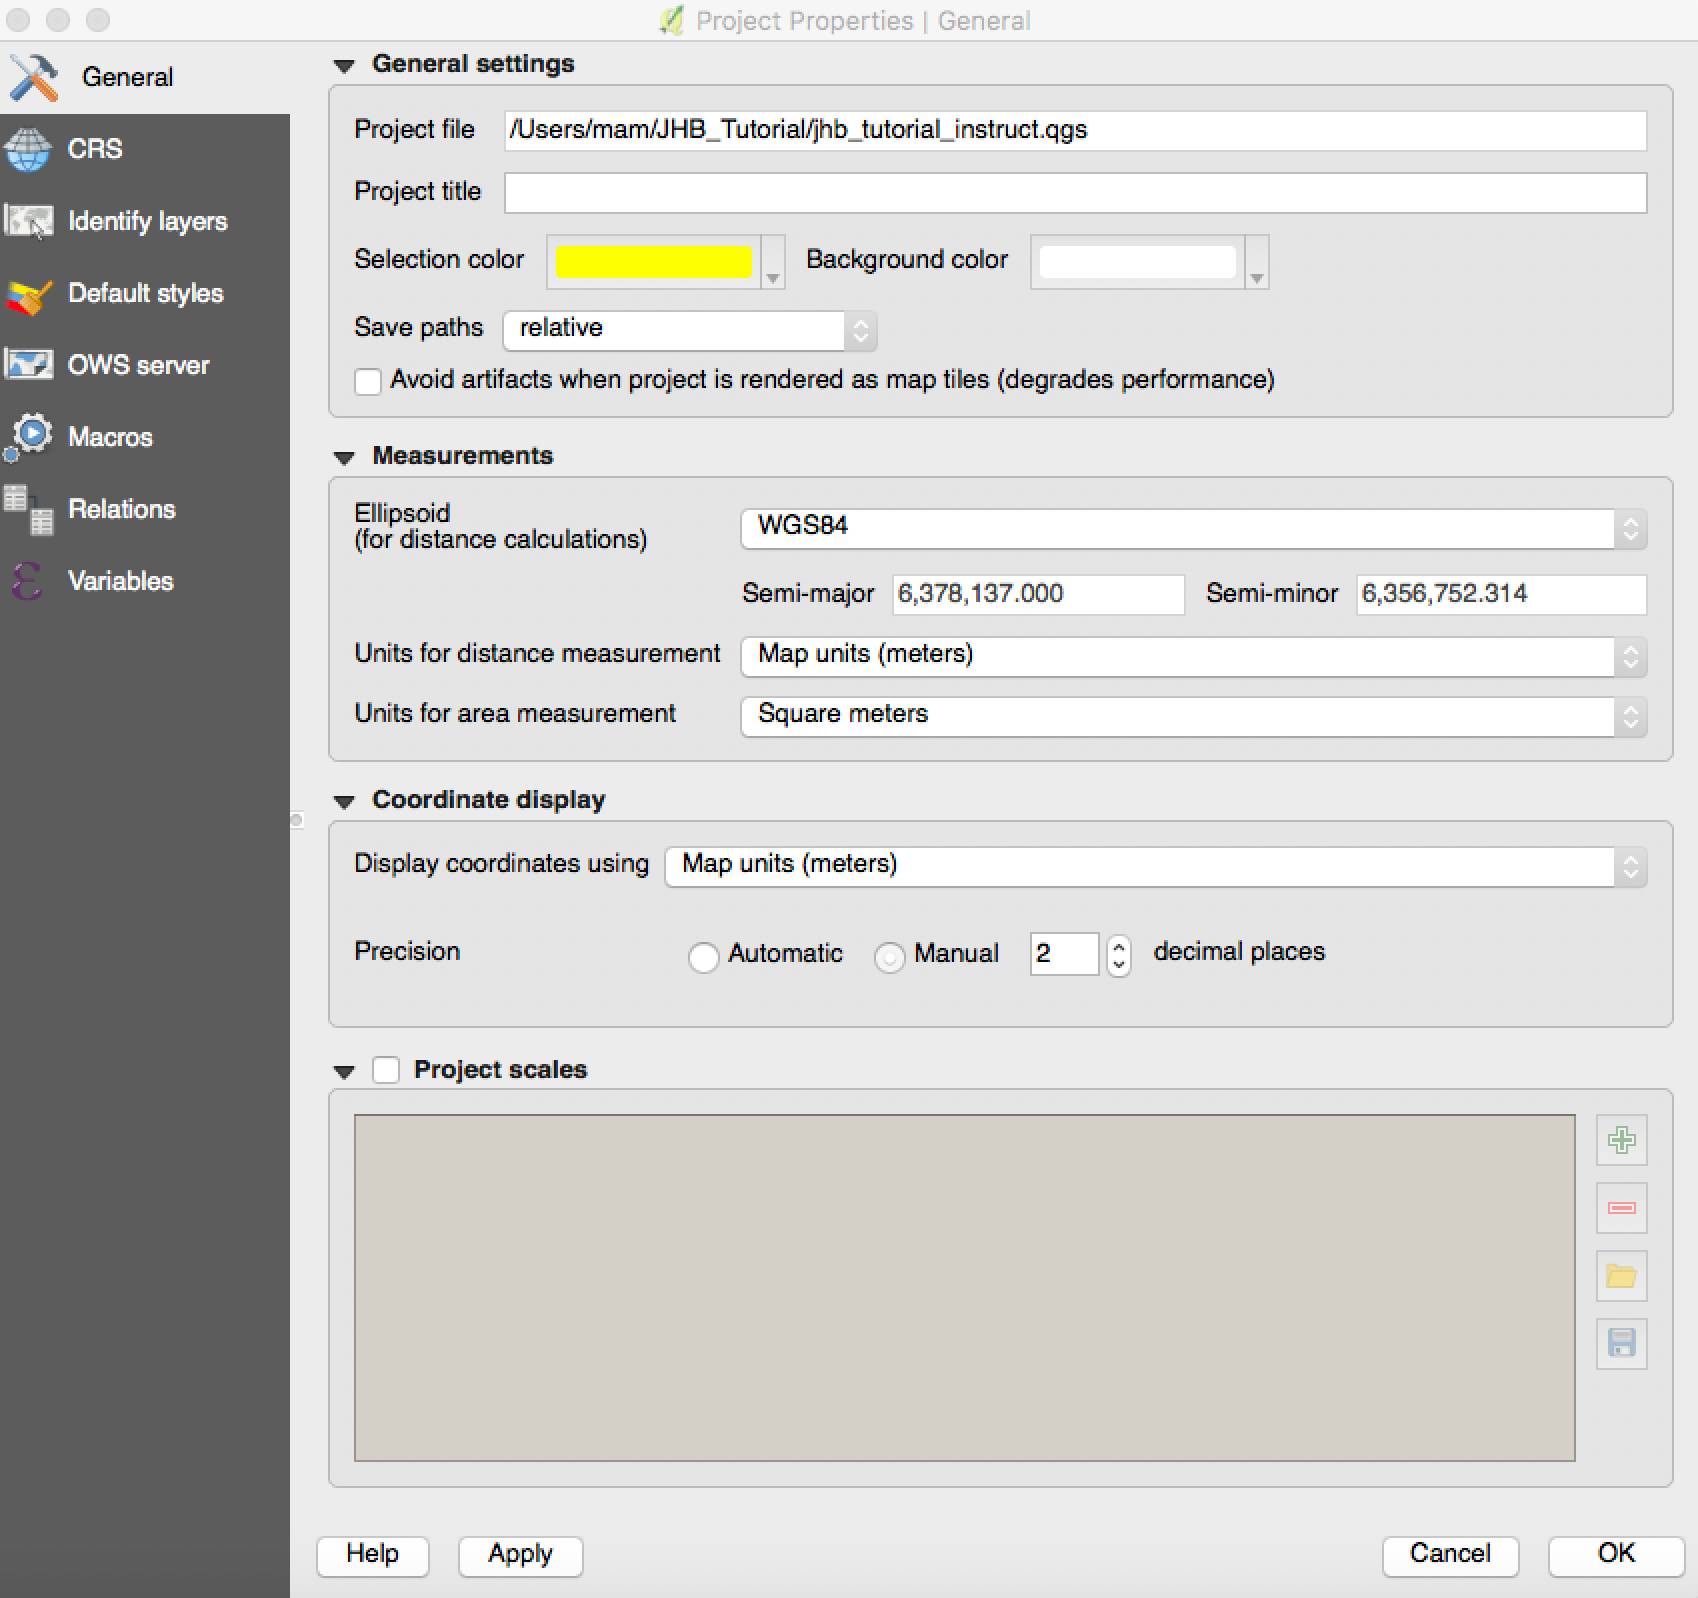 Project Properties | General
General
CRS
Identify layers
Default styles
OWS server
Macros
Relations
Variables
General settings
Project file /Users/mam/JHB_Tutorial/jhb_tutorial_instruct.qgs
Project title
Selection color Background color
Save paths relative
Avoid artifacts when project is rendered as map tiles (degrades performance)
Measurements
Ellipsoid
(for distance calculations) WGS84
Semi-major 6,378,137.000 Semi-minor 6,356,752.314
Units for distance measurement Map units (meters)
Units for area measurement Square meters
Coordinate display
Display coordinates using Map units (meters)
Precision Automatic Manual 2 decimal places
Project scales
Help Apply Cancel OK